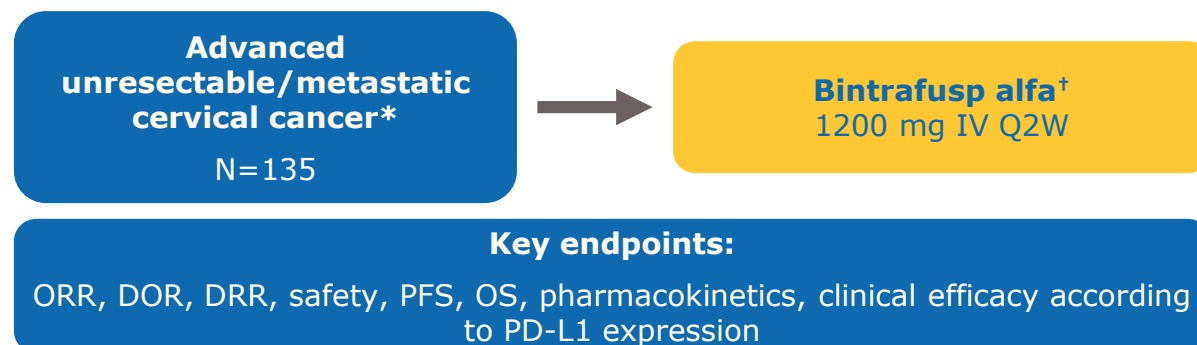 Advanced
unresectable/metastatic
cervical cancer*
N=135
Bintrafusp alfa†
1200 mg IV Q2W
Key endpoints:
ORR, DOR, DRR, safety, PFS, OS, pharmacokinetics, clinical efficacy according
to PD-L1 expression